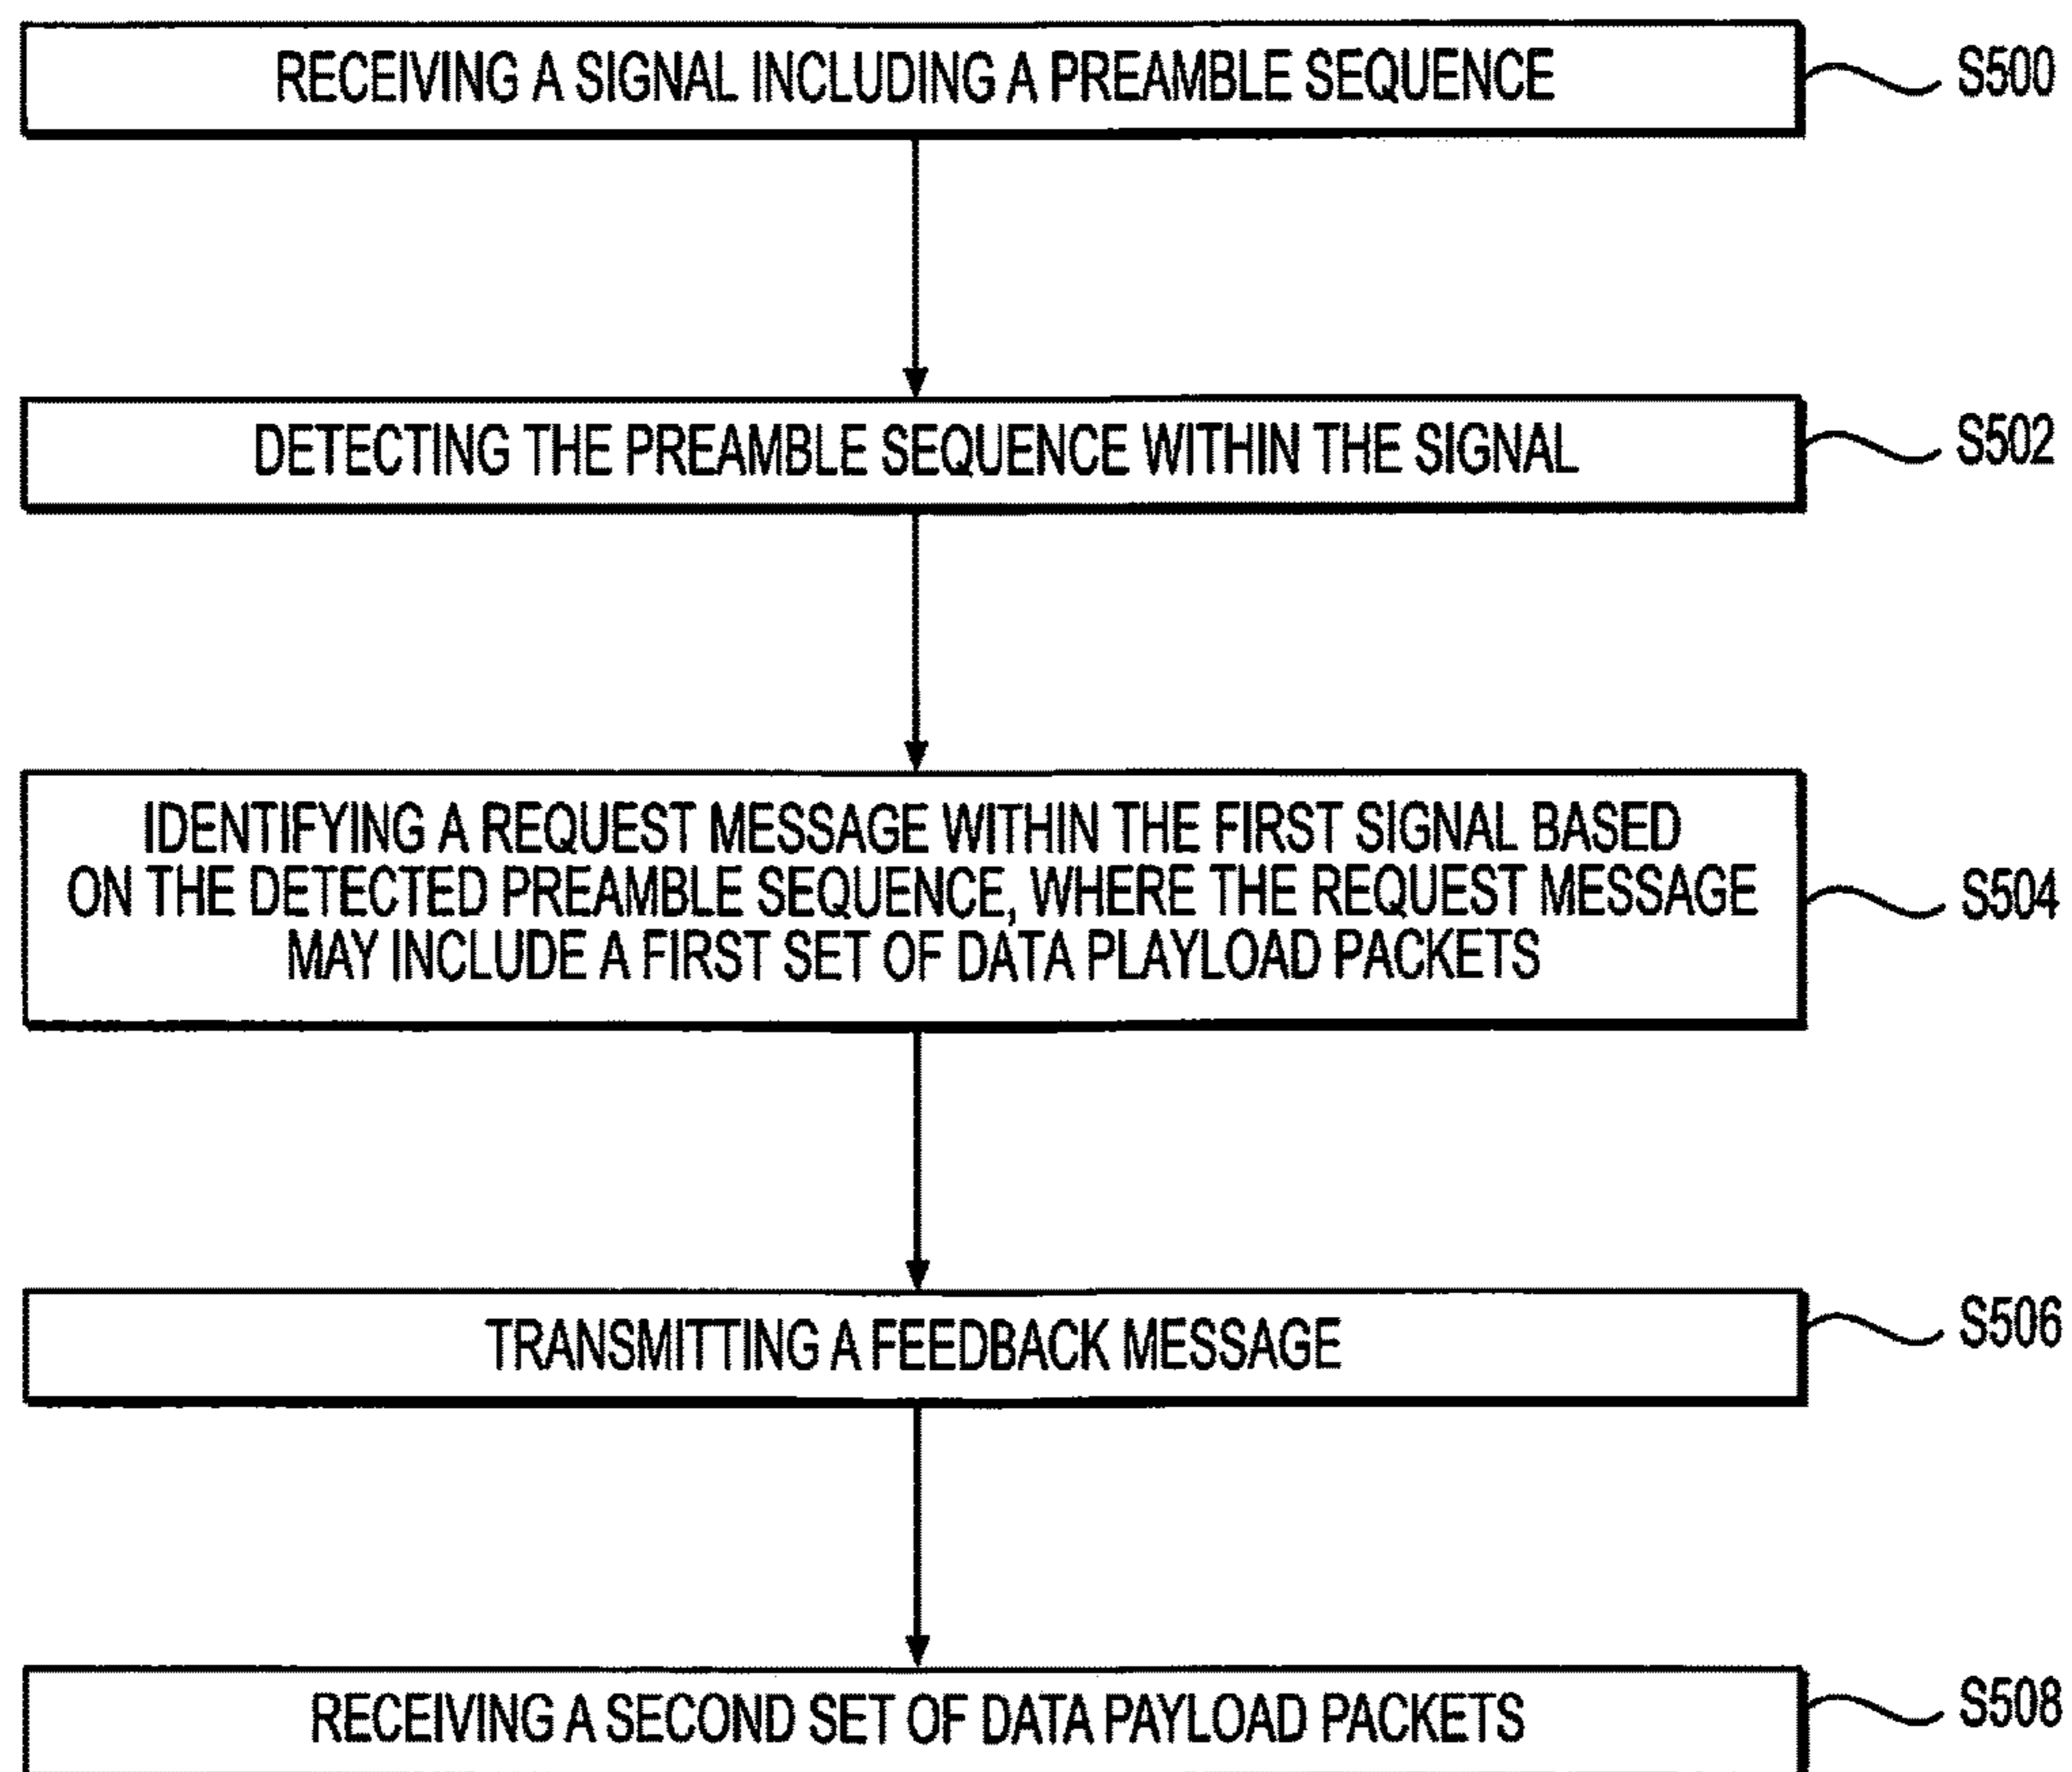 RECEIVING A SIGNAL INCLUDING A PREAMBLE SEQUENCE
S500
DETECTING THE PREAMBLE SEQUENCE WITHIN THE SIGNAL
S502
IDENTIFYING A REQUEST MESSAGE WITHIN THE FIRST SIGNAL BASED
ON THE DETECTED PREAMBLE SEQUENCE, WHERE THE REQUEST MESSAGE
MAY INCLUDE A FIRST SET OF DATA PLAYLOAD PACKETS
S504
TRANSMITTING A FEEDBACK MESSAGE
S506
RECEIVING A SECOND SET OF DATA PAYLOAD PACKETS
S508